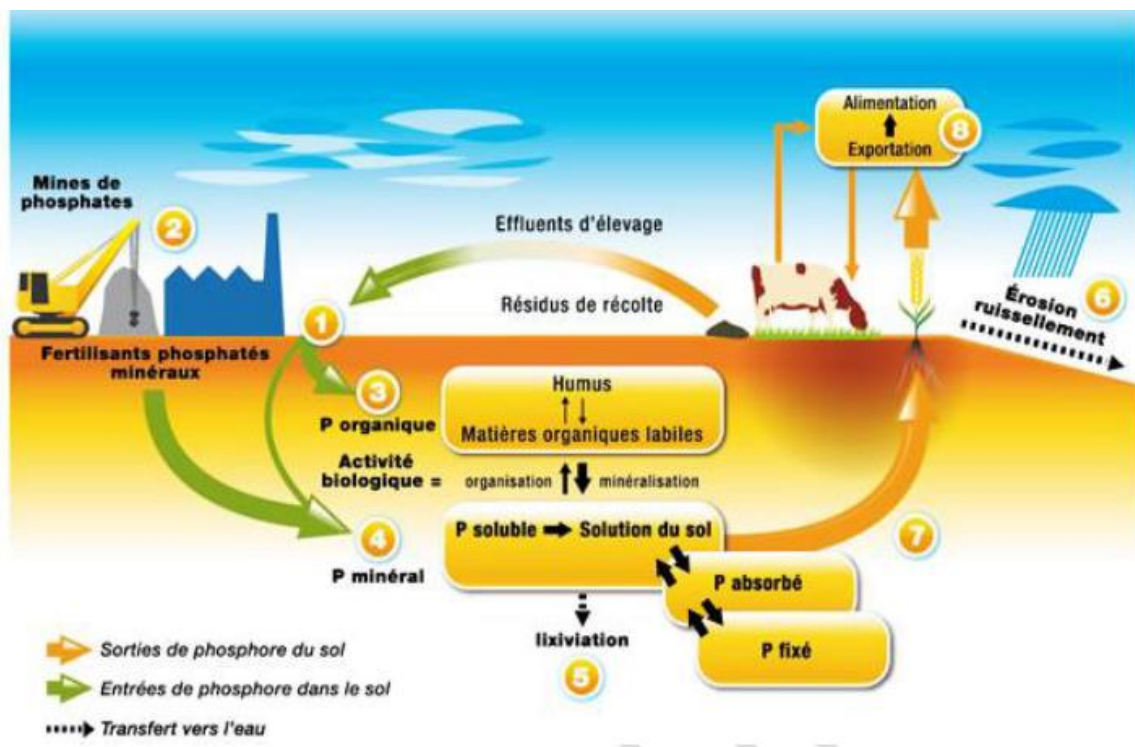 Alimentation
Exportation
8
Mines de
phosphates
2
Effluents d'élevage
Résidus de récolte
1
6
Érosion
ruissellement
Fertilisants phosphatés
minéraux
3
P organique
Humus
Matières organiques labiles
Activité
biologique =
organisation
minéralisation
4
P minéral
P soluble
Solution du sol
7
P absorbé
P fixé
lixiviation
5
Sorties de phosphore du sol
Entrées de phosphore dans le sol
Transfert vers l'eau